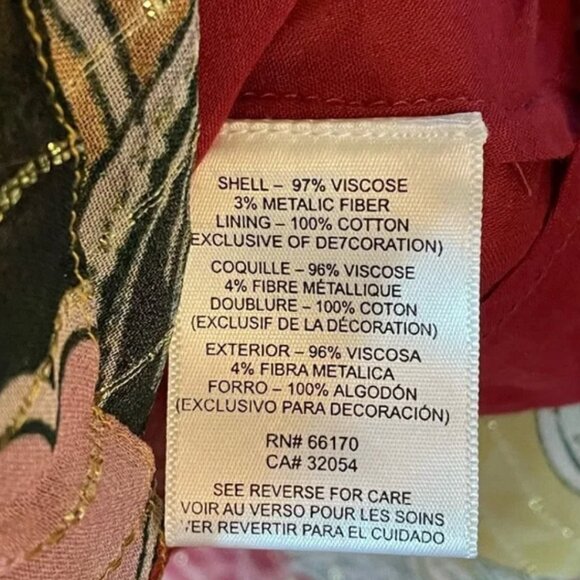 SHELL – 97% VISCOSE
3% METALIC FIBER
LINING – 100% COTTON
EXCLUSIVE OF DE7CORATION)
COQUILLE – 96% VISCOSE
4% FIBRE MÉTALLIQUE
DOUBLURE – 100% COTON
(EXCLUSIF DE LA DÉCORATION)
EXTERIOR – 96% VISCOSA
4% FIBRA METALICA
FORRO – 100% ALGODÓN
(EXCLUSIVO PARA DECORACIÓN)
RN# 66170
CA# 32054
SEE REVERSE FOR CARE
VOIR AU VERSO POUR LES SOINS
VER REVERTIR PARA EL CUIDADO